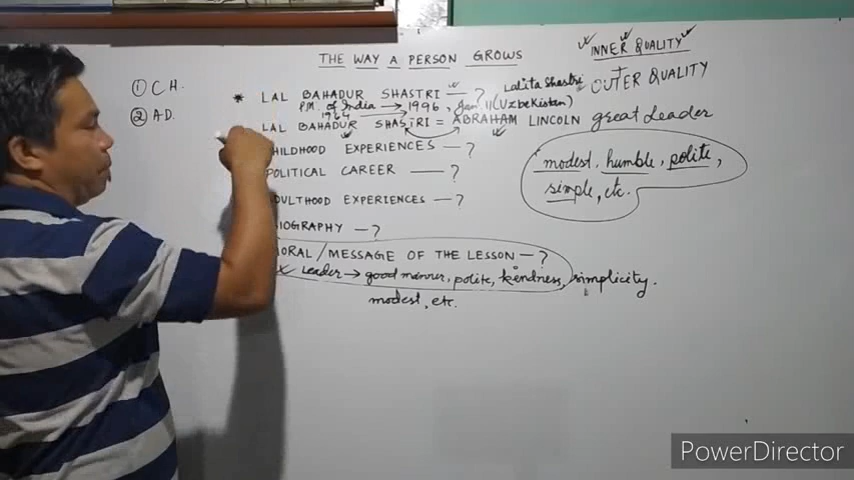 THE WAY A PERSON GROWS
INNER QUALITY
OUTER QUALITY
① C H.
② A D.
* LAL BAHADUR SHASTRI — ? Lalita Shastri
P.M. of India → 1996, Jan. 11 (Uzbekistan)
1964
LAL BAHADUR SHASTRI = ABRAHAM LINCOLN great Leader
CHILDHOOD EXPERIENCES — ?
POLITICAL CAREER — ?
ADULTHOOD EXPERIENCES — ?
BIOGRAPHY — ?
MORAL / MESSAGE OF THE LESSON — ?
Leader → good manner, polite, kindness, simplicity.
modest, etc.
modest, humble, polite,
simple, etc.
PowerDirector